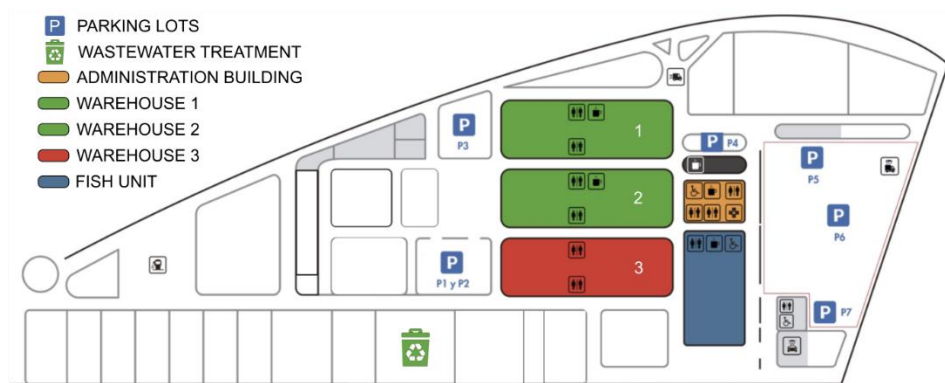 P PARKING LOTS
WASTEWATER TREATMENT
ADMINISTRATION BUILDING
WAREHOUSE 1
WAREHOUSE 2
WAREHOUSE 3
FISH UNIT
P
P3
1
P P4
P
P5
2
P
P6
3
P
P1 y P2
P P7